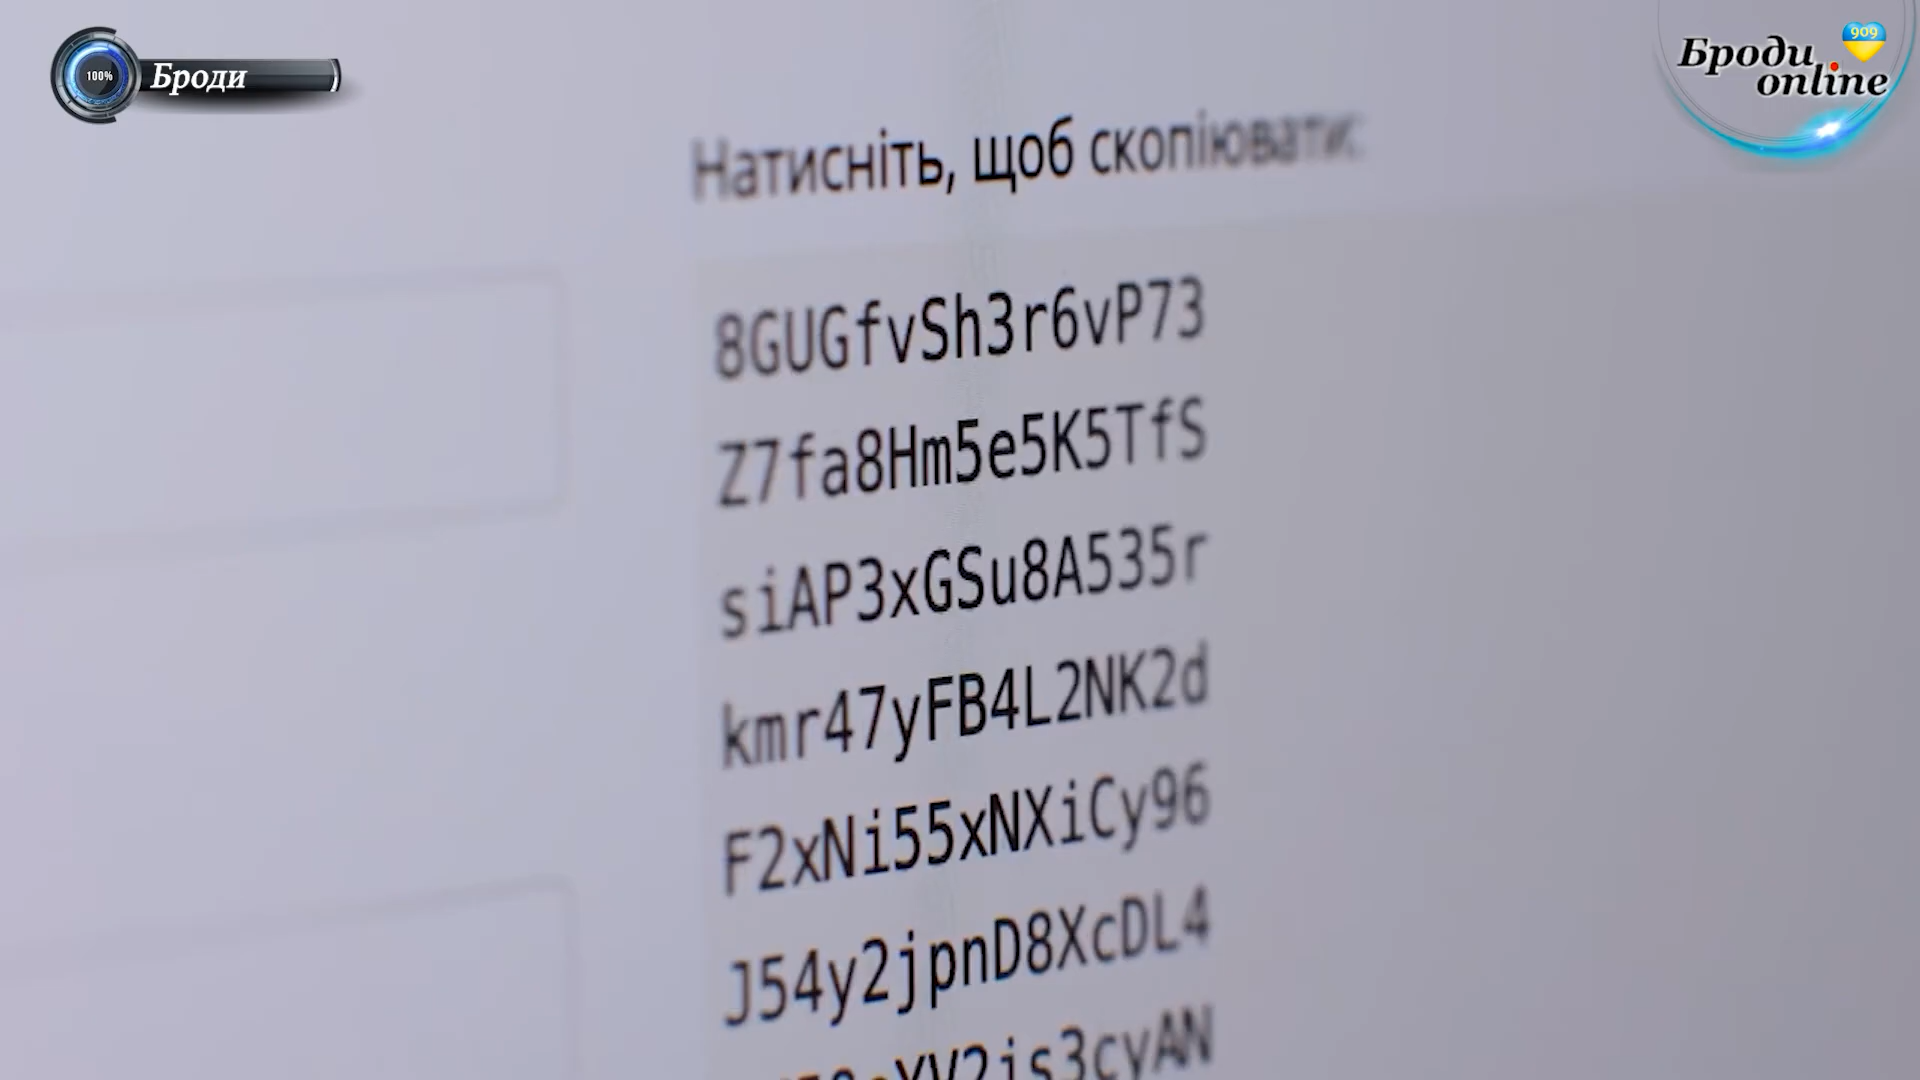 100%
Броди
909
Броди
online
Натисніть, щоб скопіювати:
8GUGfvSh3r6vP73
Z7fa8Hm5e5K5TfS
siAP3xGSu8A535r
kmr47yFB4L2NK2d
F2xNi55xNXiCy96
J54y2jpnD8XcDL4